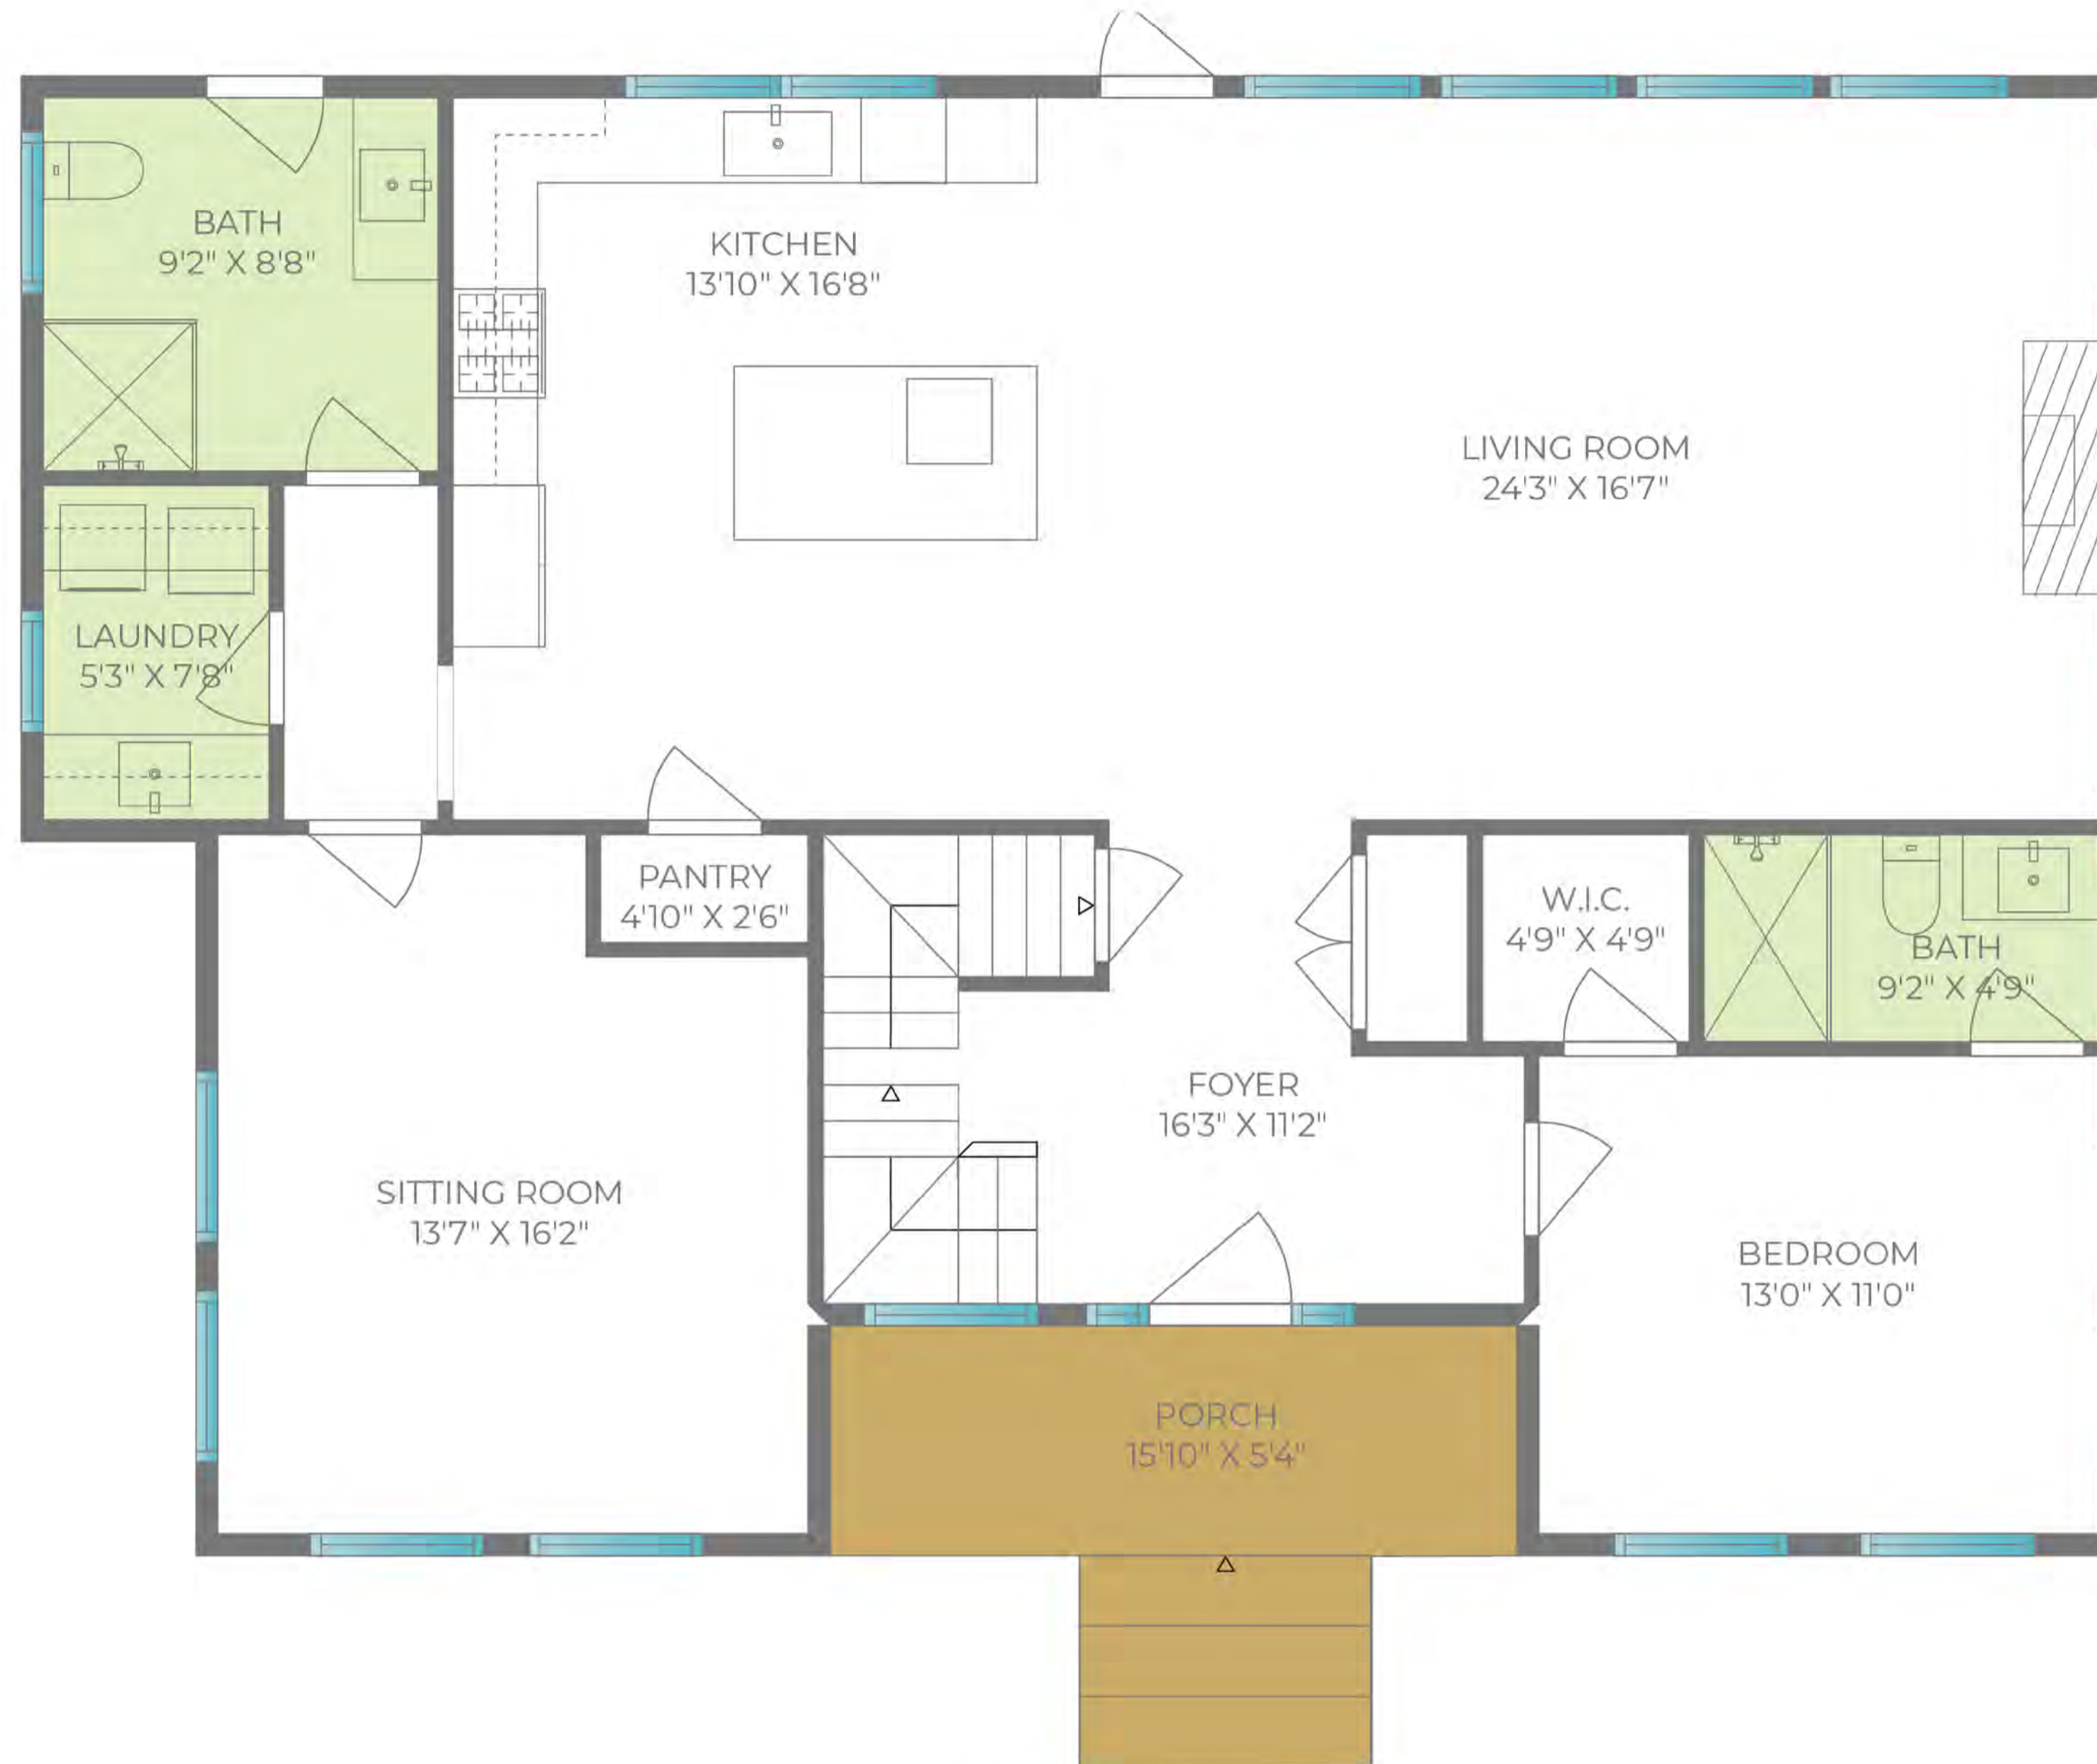 BATH
9'2" X 8'8"
KITCHEN
13'10" X 16'8"
LIVING ROOM
24'3" X 16'7"
LAUNDRY
5'3" X 7'8"
PANTRY
4'10" X 2'6"
W.I.C.
4'9" X 4'9"
BATH
9'2" X 4'9"
FOYER
16'3" X 11'2"
SITTING ROOM
13'7" X 16'2"
BEDROOM
13'0" X 11'0"
PORCH
15'10" X 5'4"